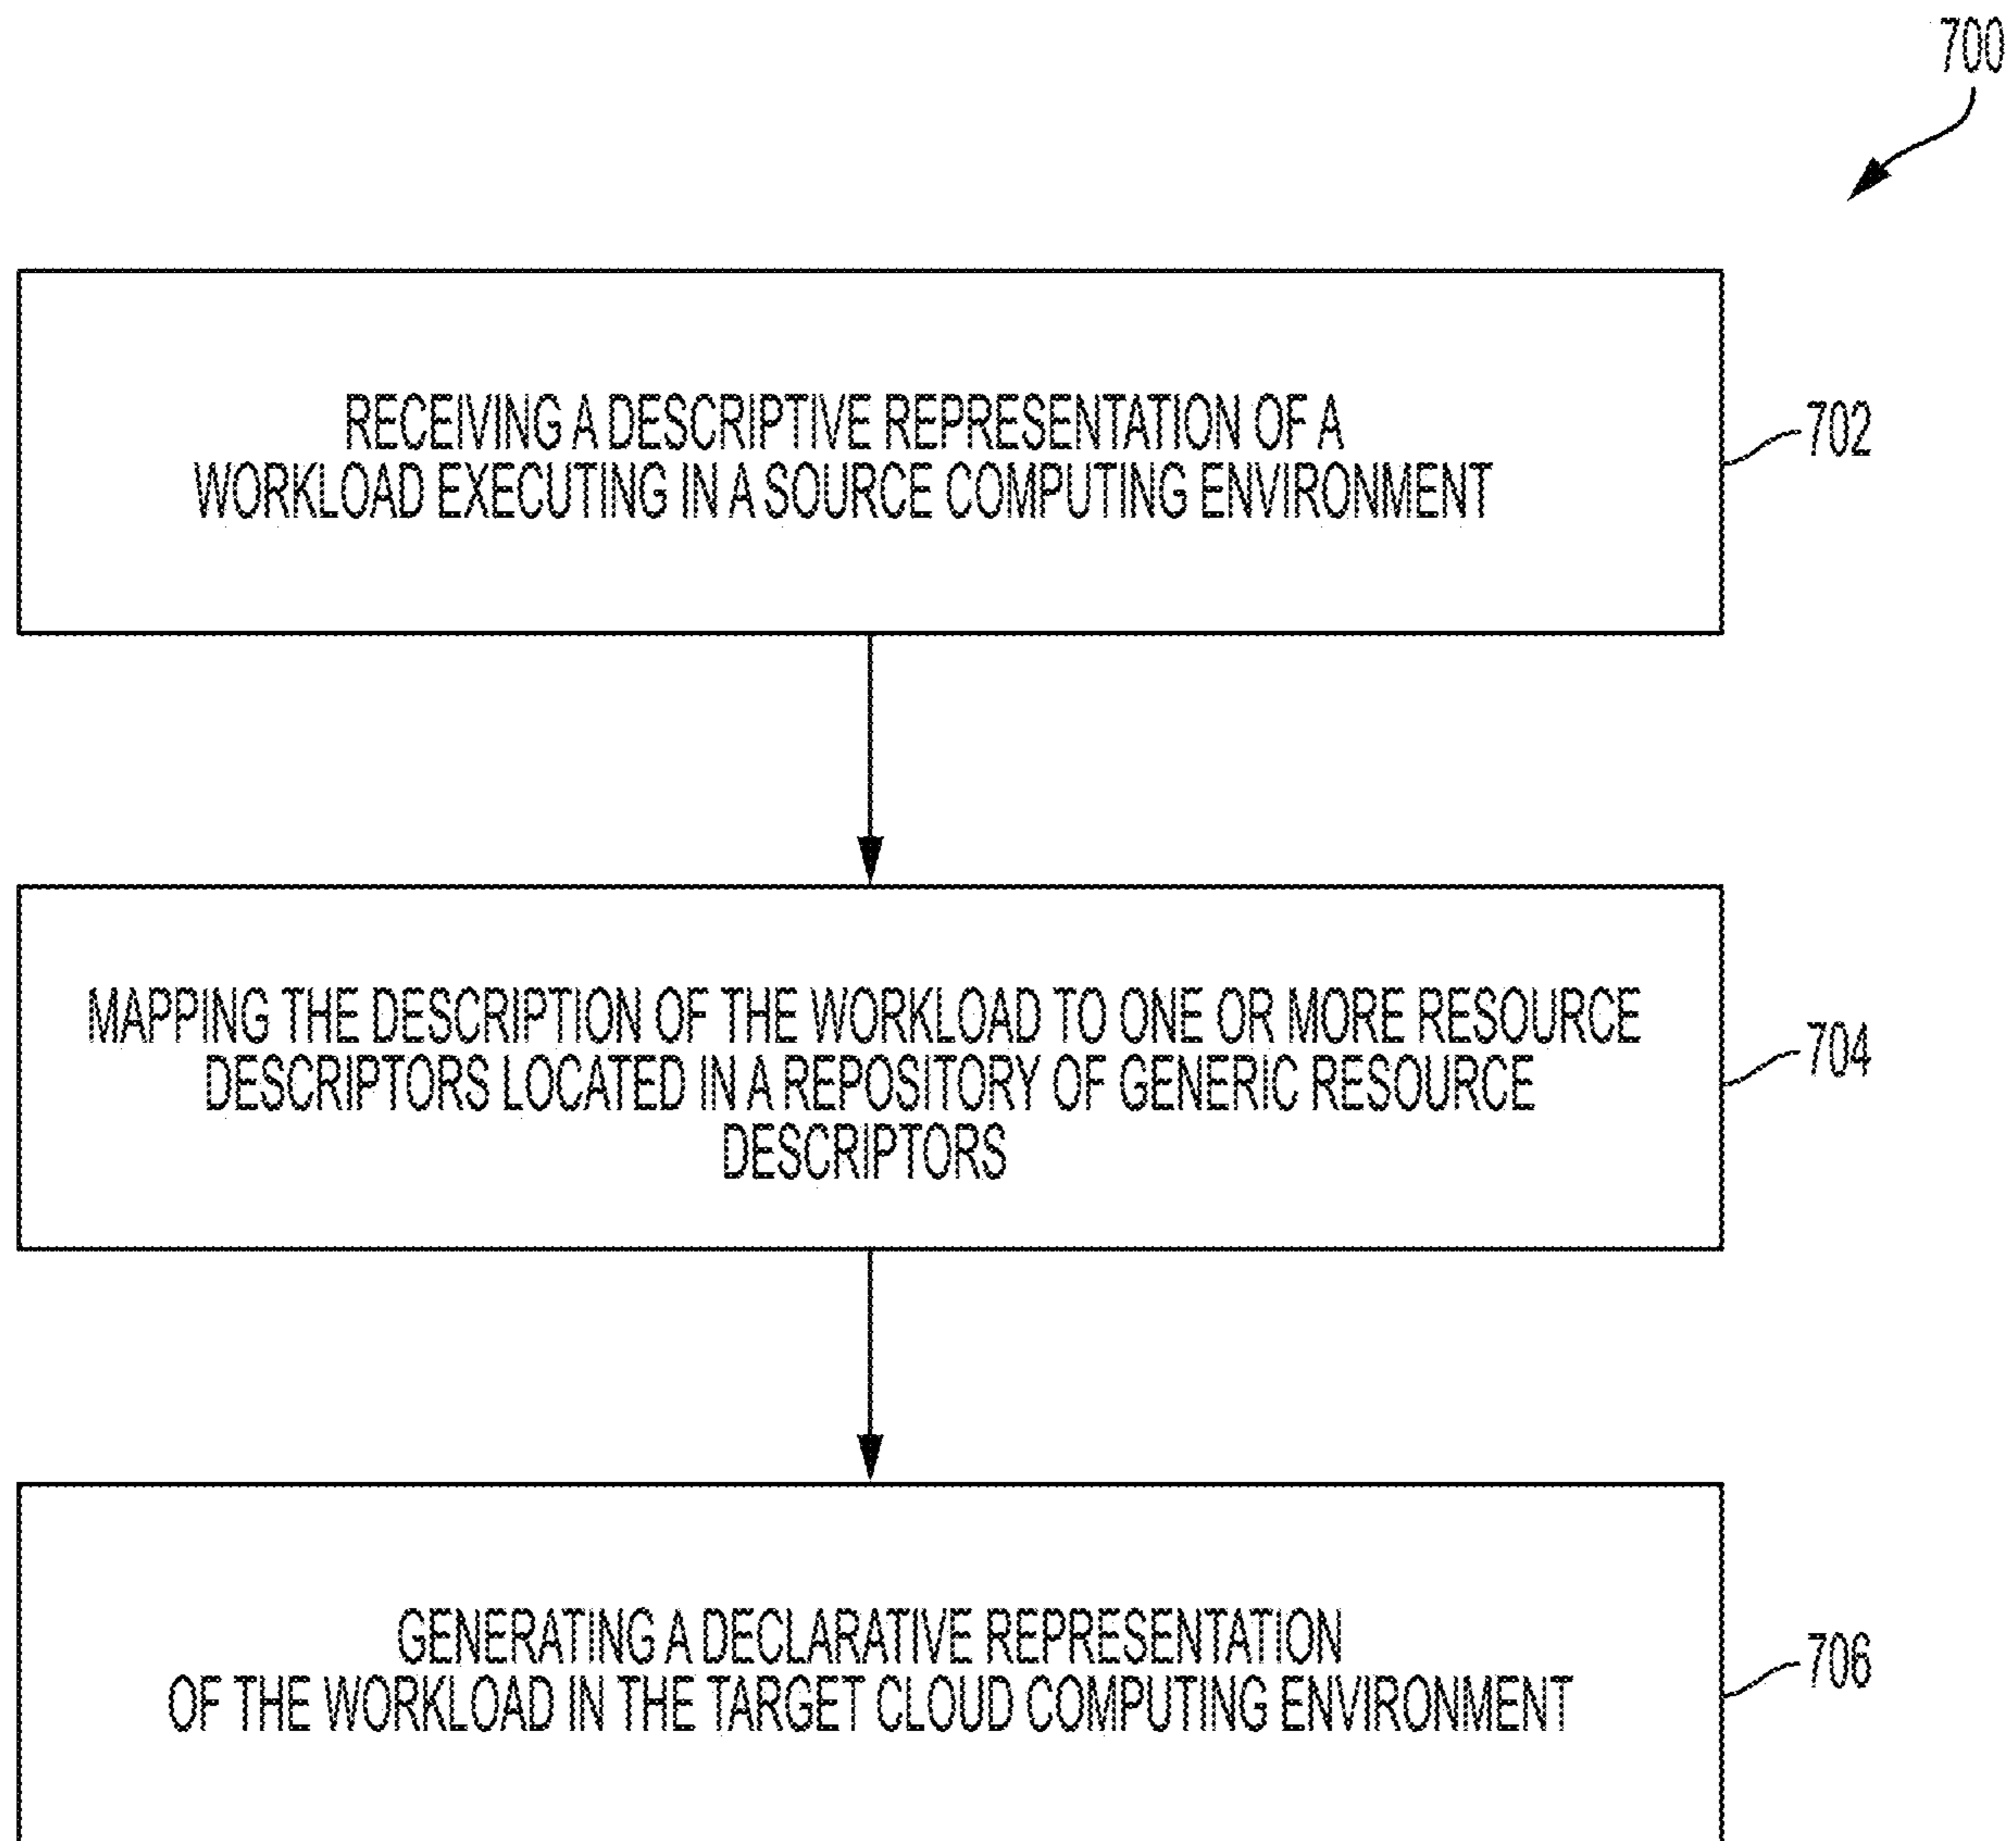 700
RECEIVING A DESCRIPTIVE REPRESENTATION OF A
WORKLOAD EXECUTING IN A SOURCE COMPUTING ENVIRONMENT
702
MAPPING THE DESCRIPTION OF THE WORKLOAD TO ONE OR MORE RESOURCE
DESCRIPTORS LOCATED IN A REPOSITORY OF GENERIC RESOURCE
DESCRIPTORS
704
GENERATING A DECLARATIVE REPRESENTATION
OF THE WORKLOAD IN THE TARGET CLOUD COMPUTING ENVIRONMENT
706